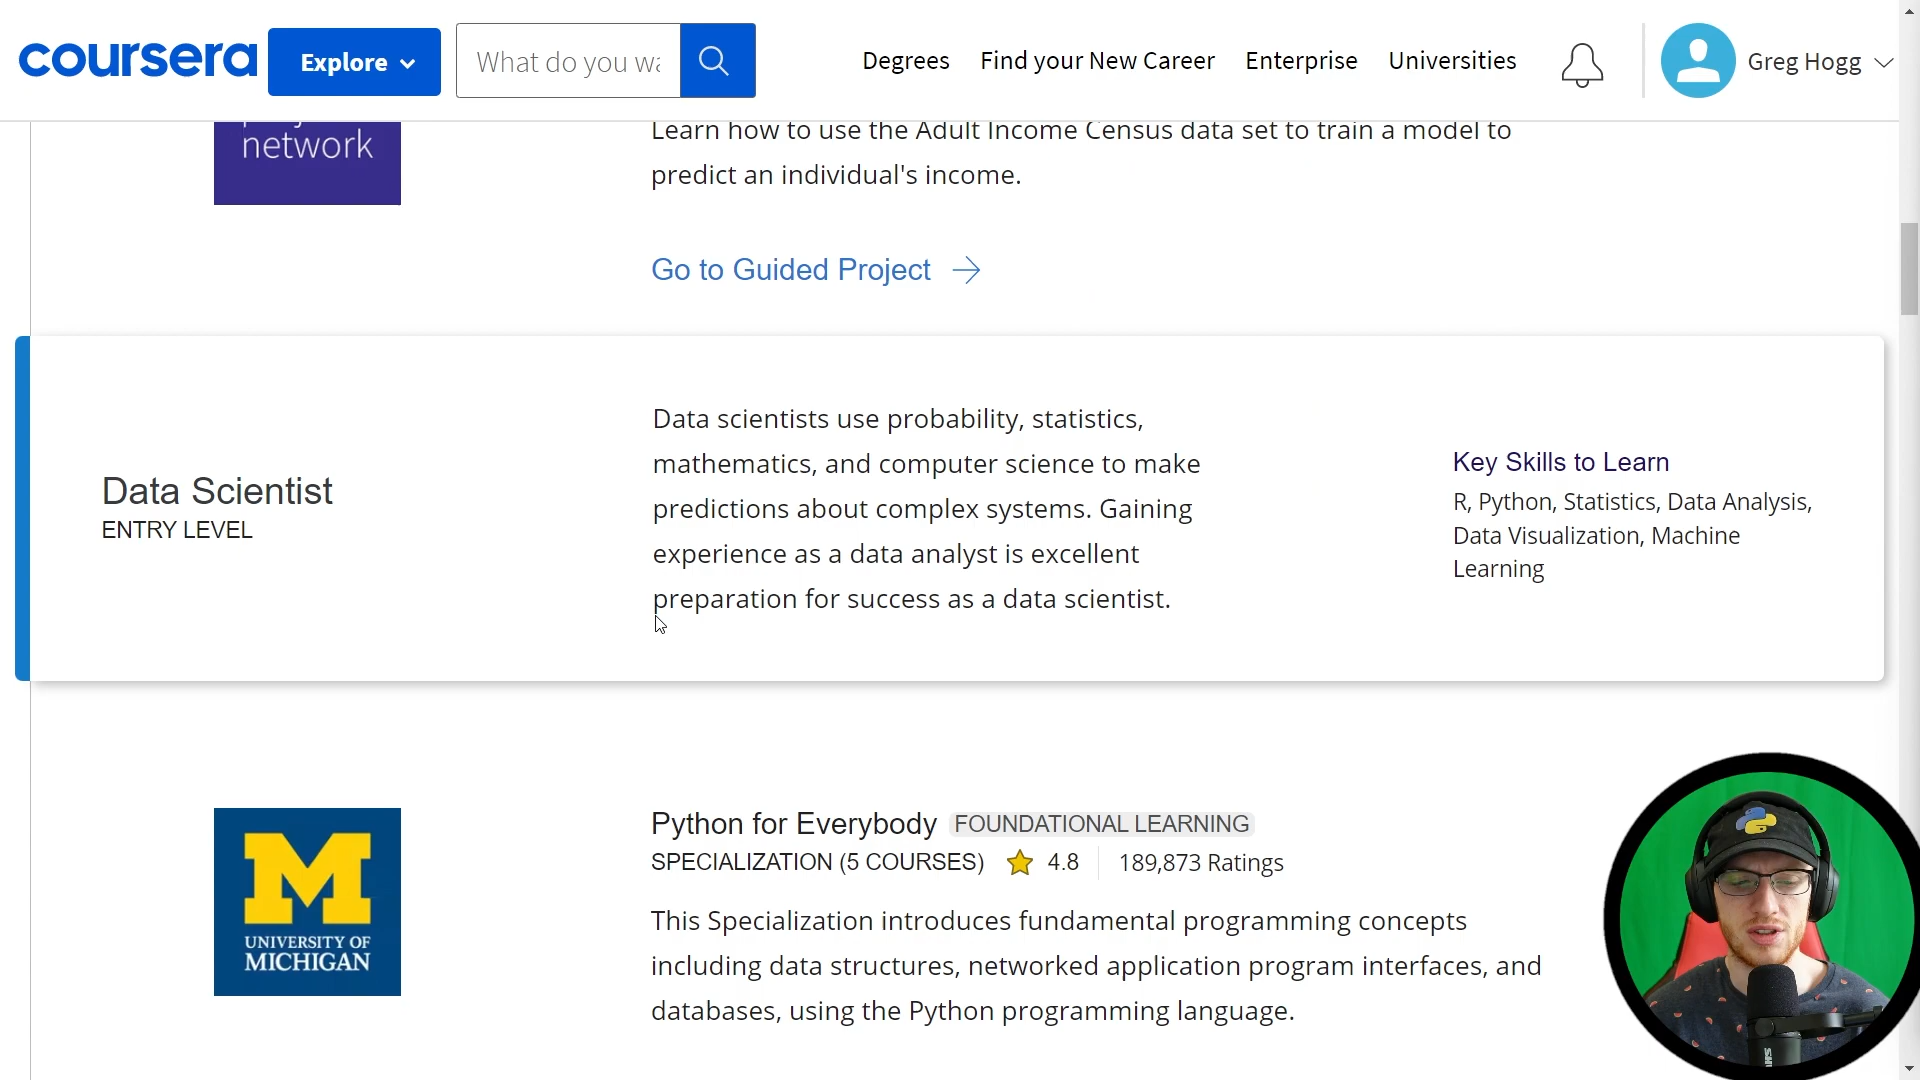 coursera
Explore
What do you wa
Degrees
Find your New Career
Enterprise
Universities
Greg Hogg
network
Learn how to use the Adult Income Census data set to train a model to
predict an individual's income.
Go to Guided Project
Data Scientist
ENTRY LEVEL
Data scientists use probability, statistics,
mathematics, and computer science to make
predictions about complex systems. Gaining
experience as a data analyst is excellent
preparation for success as a data scientist.
Key Skills to Learn
R, Python, Statistics, Data Analysis,
Data Visualization, Machine
Learning
M
UNIVERSITY OF
MICHIGAN
Python for Everybody FOUNDATIONAL LEARNING
SPECIALIZATION (5 COURSES) 4.8 189,873 Ratings
This Specialization introduces fundamental programming concepts
including data structures, networked application program interfaces, and
databases, using the Python programming language.